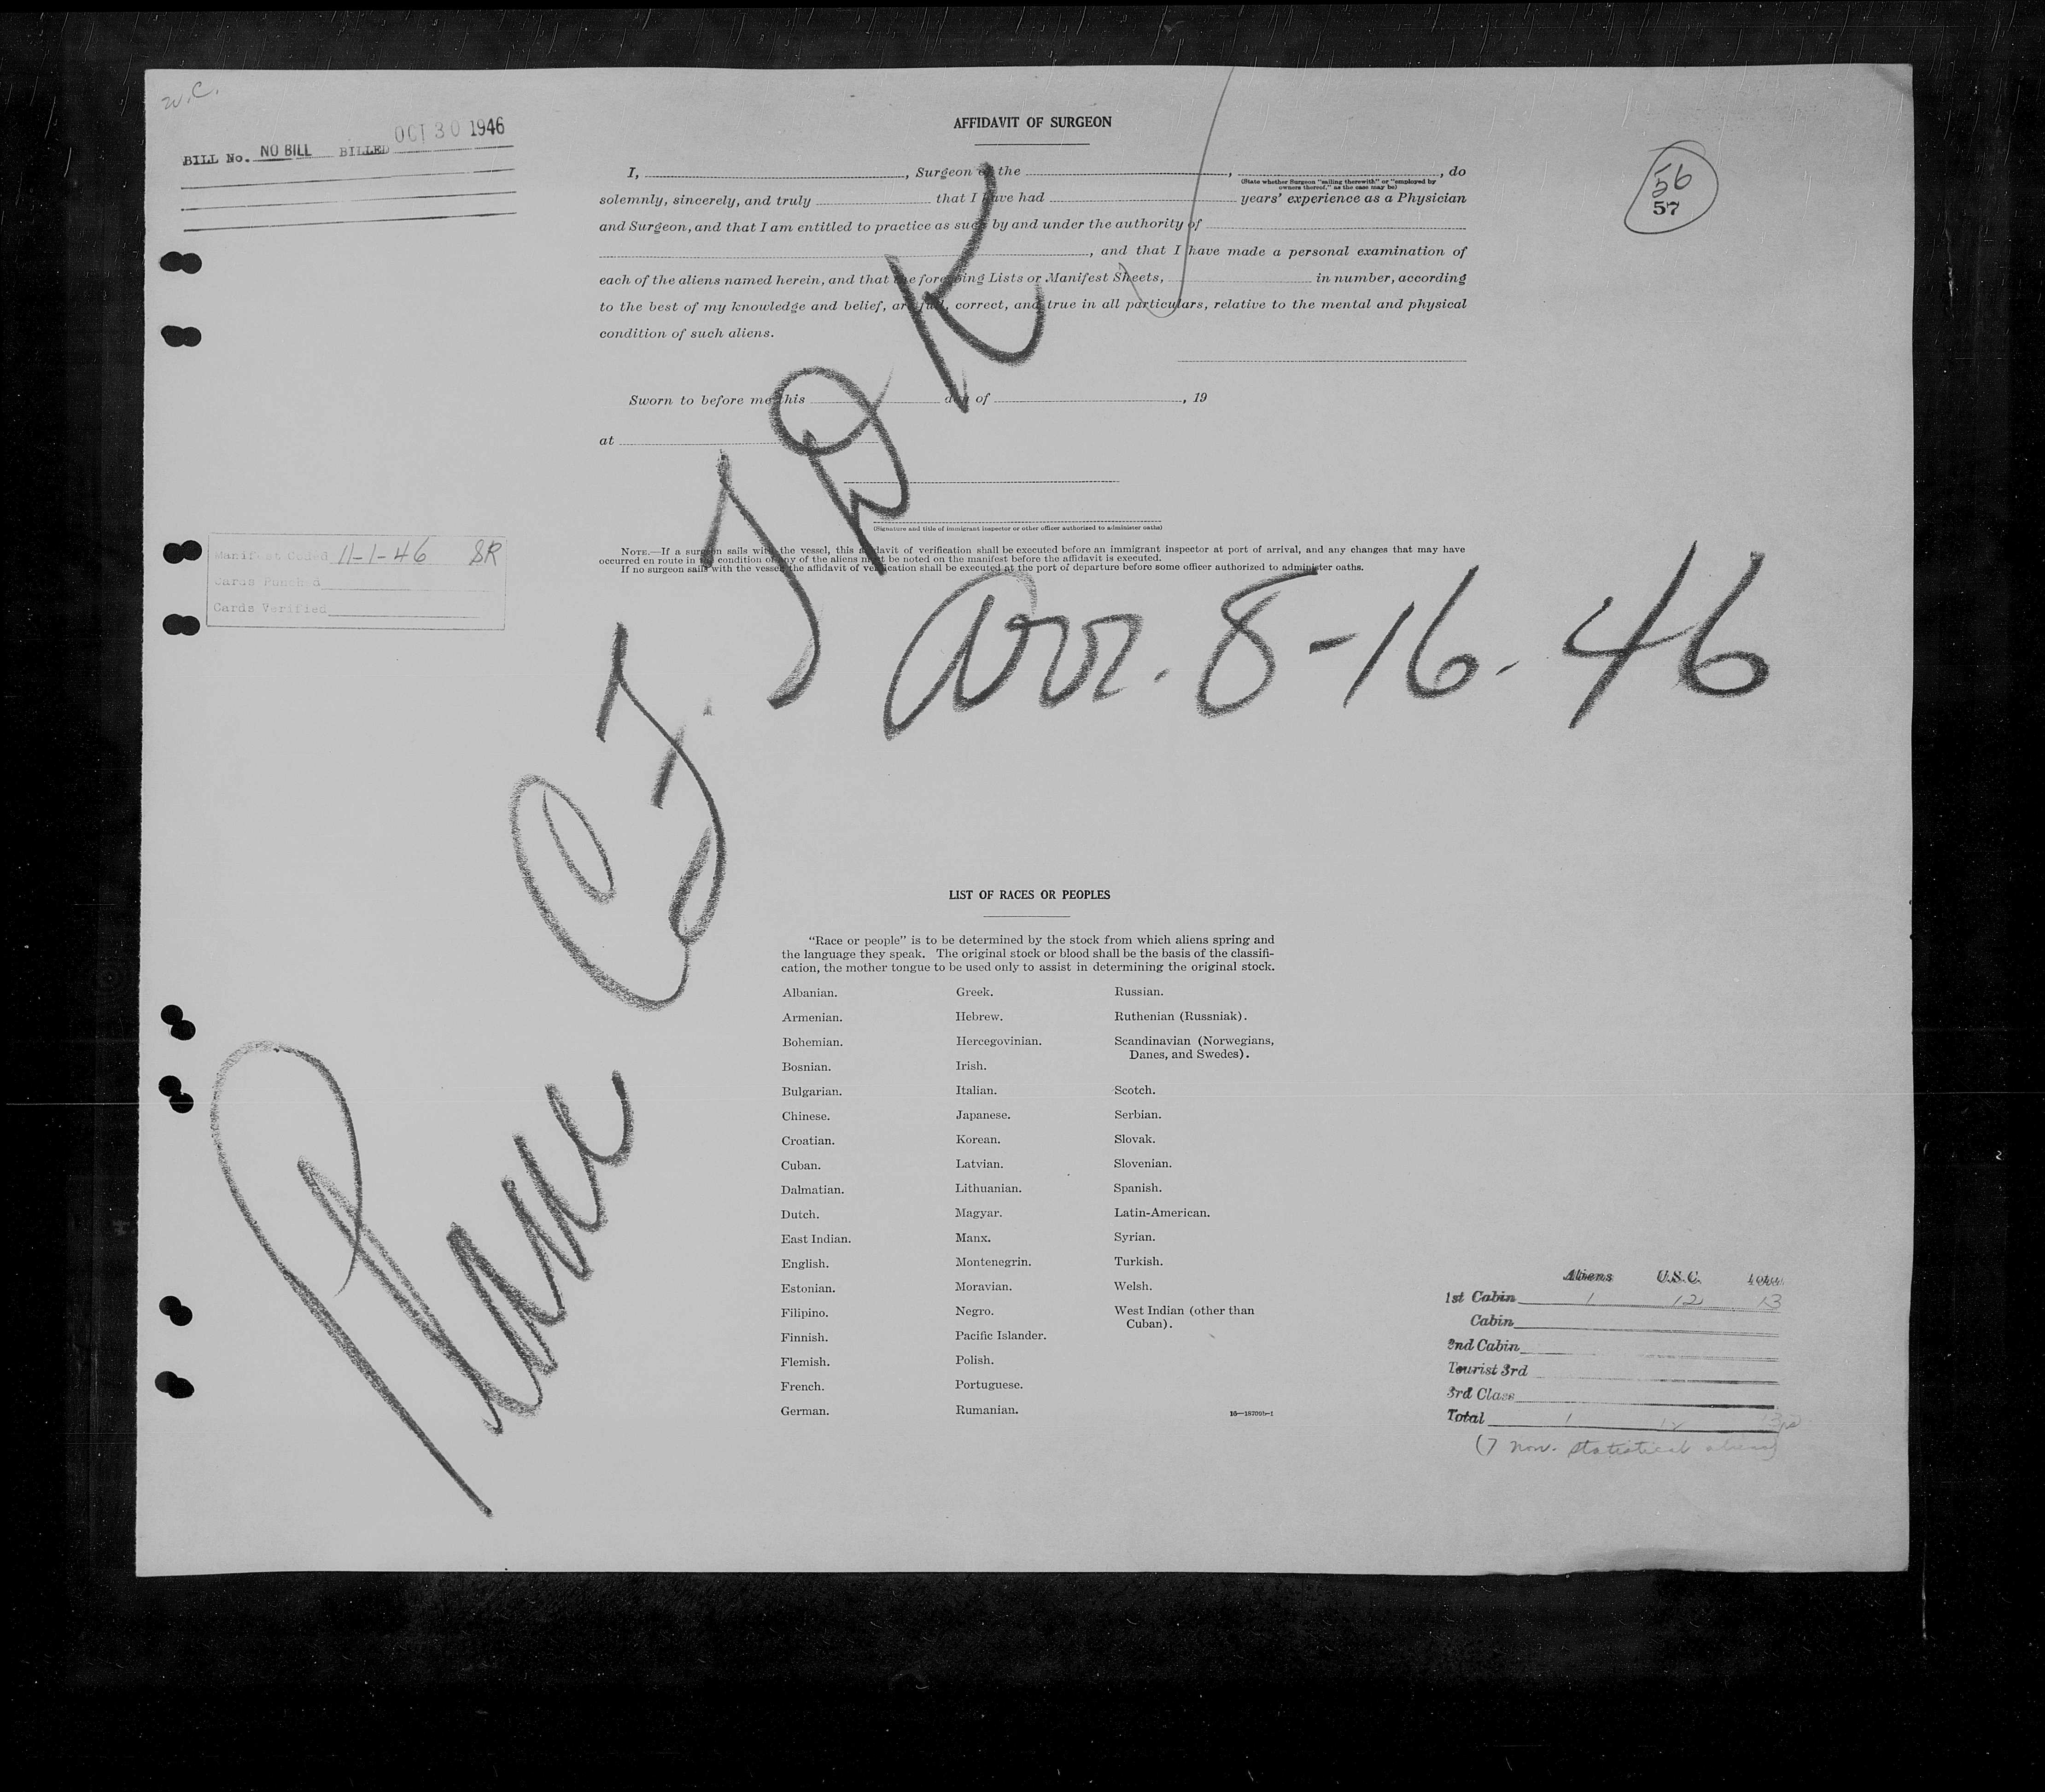 W.C.
OCT 30 1946
BILL No. NO BILL BILLED
56
57
AFFIDAVIT OF SURGEON
I, , Surgeon of the , , do
(State whether Surgeon "sailing therewith" or "employed by
owners thereof," as the case may be)
solemnly, sincerely, and truly that I have had years' experience as a Physician
and Surgeon, and that I am entitled to practice as such by and under the authority of
, and that I have made a personal examination of
each of the aliens named herein, and that the foregoing Lists or Manifest Sheets, in number, according
to the best of my knowledge and belief, are full, correct, and true in all particulars, relative to the mental and physical
condition of such aliens.
Sworn to before me this day of , 19
at
(Signature and title of immigrant inspector or other officer authorized to administer oaths)
NOTE.—If a surgeon sails with the vessel, this affidavit of verification shall be executed before an immigrant inspector at port of arrival, and any changes that may have
occurred en route in the condition of any of the aliens must be noted on the manifest before the affidavit is executed.
If no surgeon sails with the vessel, the affidavit of verification shall be executed at the port of departure before some officer authorized to administer oaths.
Manifest Coded 11-1-46 SR
Cards Punched
Cards Verified
Plane
arr. 8-16-46
LIST OF RACES OR PEOPLES
"Race or people" is to be determined by the stock from which aliens spring and
the language they speak. The original stock or blood shall be the basis of the classifi-
cation, the mother tongue to be used only to assist in determining the original stock.
Albanian.
Armenian.
Bohemian.
Bosnian.
Bulgarian.
Chinese.
Croatian.
Cuban.
Dalmatian.
Dutch.
East Indian.
English.
Estonian.
Filipino.
Finnish.
Flemish.
French.
German.
Greek.
Hebrew.
Hercegovinian.
Irish.
Italian.
Japanese.
Korean.
Latvian.
Lithuanian.
Magyar.
Manx.
Montenegrin.
Moravian.
Negro.
Pacific Islander.
Polish.
Portuguese.
Rumanian.
Russian.
Ruthenian (Russniak).
Scandinavian (Norwegians,
Danes, and Swedes).
Scotch.
Serbian.
Slovak.
Slovenian.
Spanish.
Latin-American.
Syrian.
Turkish.
Welsh.
West Indian (other than
Cuban).
16—18709b-1
Aliens U.S.C. Total
1st Cabin 1 12 13
Cabin
2nd Cabin
Tourist 3rd
3rd Class
Total 1 12 13
(7 non-statistical aliens)